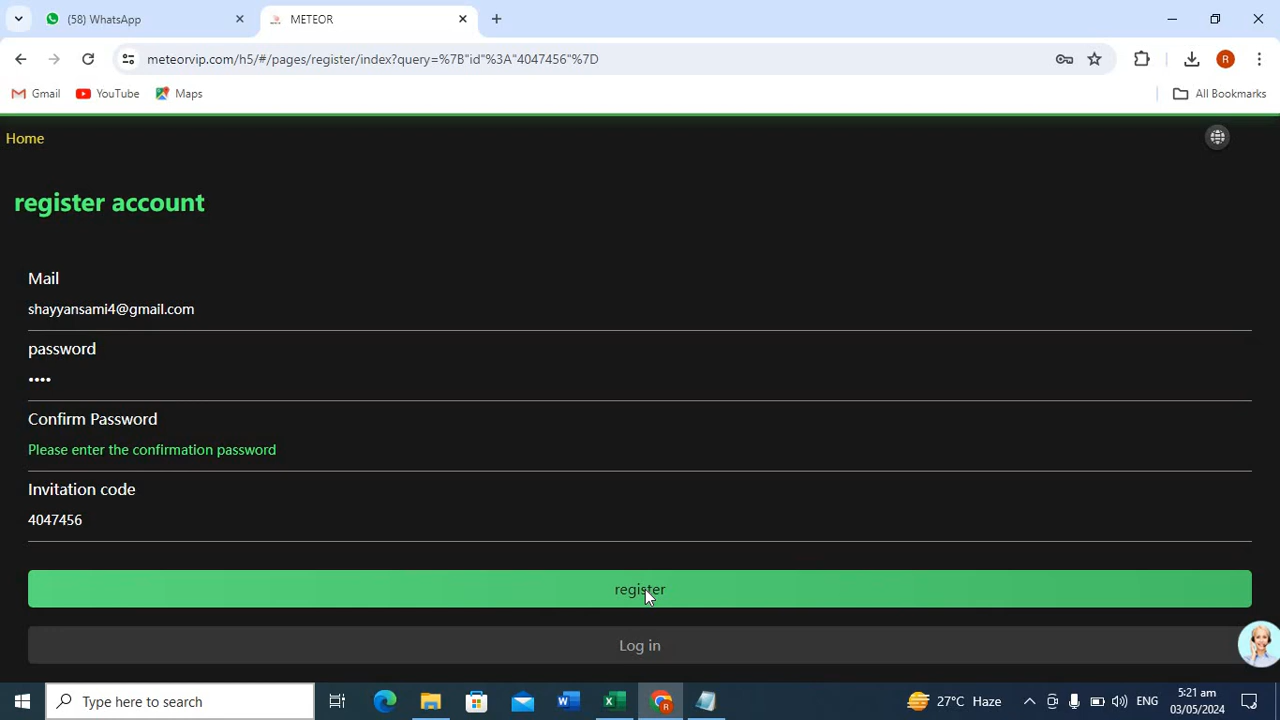 (58) WhatsApp
METEOR
meteorvip.com/h5/#/pages/register/index?query=%7B"id"%3A"4047456"%7D
R
Gmail
YouTube
Maps
All Bookmarks
Home
register account
Mail
shayyansami4@gmail.com
password
••••
Confirm Password
Please enter the confirmation password
Invitation code
4047456
register
Log in
Type here to search
27°C Haze
ENG
5:21 am
03/05/2024